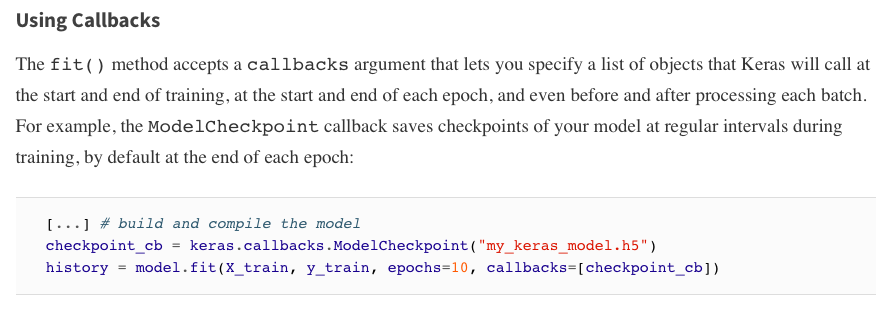 Using Callbacks
The fit() method accepts a callbacks argument that lets you specify a list of objects that Keras will call at
the start and end of training, at the start and end of each epoch, and even before and after processing each batch.
For example, the ModelCheckpoint callback saves checkpoints of your model at regular intervals during
training, by default at the end of each epoch:
[...] # build and compile the model
checkpoint_cb = keras.callbacks.ModelCheckpoint("my_keras_model.h5")
history = model.fit(X_train, y_train, epochs=10, callbacks=[checkpoint_cb])